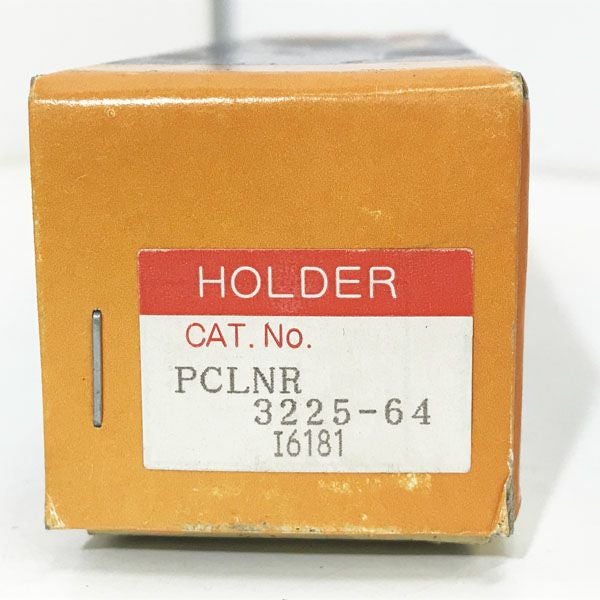 HOLDER
CAT. No.
PCLNR
3225-64
I6181